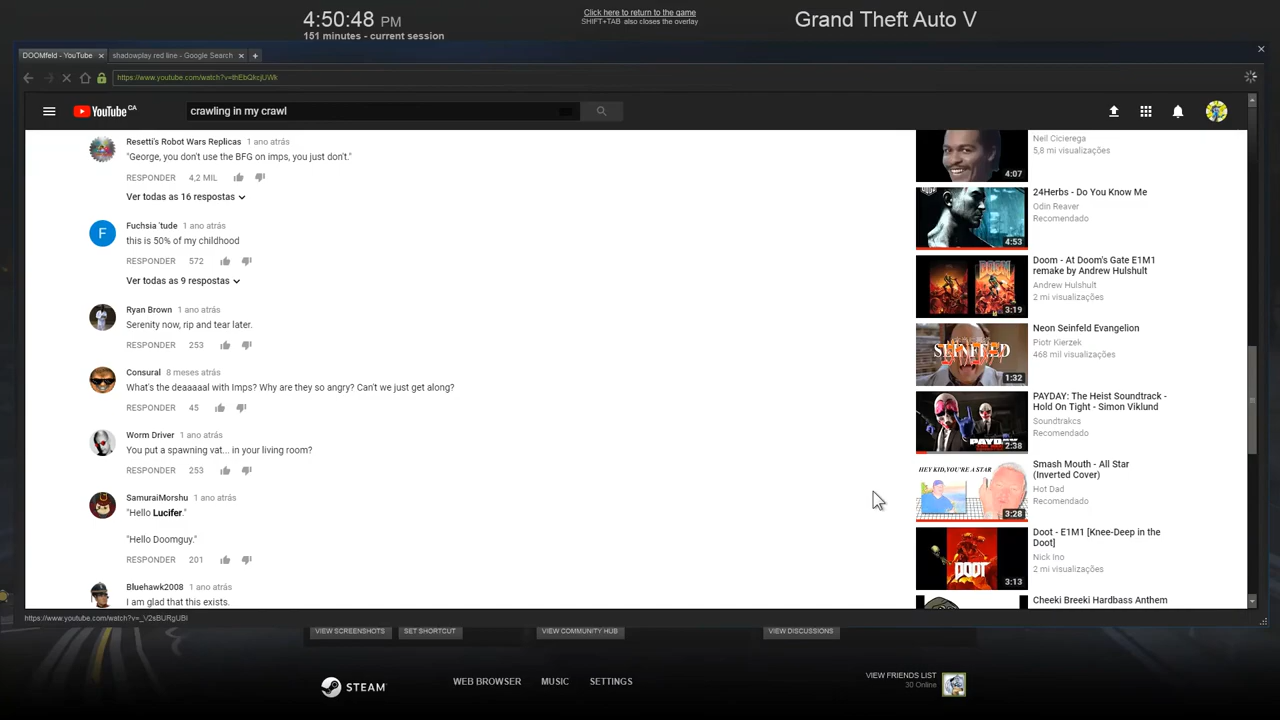 4:50:48 PM
151 minutes - current session
Click here to return to the game
SHIFT+TAB also closes the overlay
Grand Theft Auto V
DOOMfeld - YouTube
shadowplay red line - Google Search
YouTube CA
crawling in my crawl
Resetti's Robot Wars Replicas 1 ano atrás
"George, you don't use the BFG on imps, you just don't."
RESPONDER 4,2 MIL
Ver todas as 16 respostas
F
Fuchsia 'tude 1 ano atrás
this is 50% of my childhood
RESPONDER 572
Ver todas as 9 respostas
Ryan Brown 1 ano atrás
Serenity now, rip and tear later.
RESPONDER 253
Consural 8 meses atrás
What's the deaaaaal with Imps? Why are they so angry? Can't we just get along?
RESPONDER 45
Worm Driver 1 ano atrás
You put a spawning vat... in your living room?
RESPONDER 253
SamuraiMorshu 1 ano atrás
"Hello Lucifer."
"Hello Doomguy."
RESPONDER 201
Bluehawk2008 1 ano atrás
I am glad that this exists.
Neil Cicierega
5,8 mi visualizações
4:07
24Herbs - Do You Know Me
Odin Reaver
Recomendado
4:53
Doom - At Doom's Gate E1M1
remake by Andrew Hulshult
Andrew Hulshult
2 mi visualizações
DOOM
3:19
Neon Seinfeld Evangelion
Piotr Kierzek
468 mil visualizações
SEINFELD
1:32
PAYDAY: The Heist Soundtrack -
Hold On Tight - Simon Viklund
Soundtrakcs
Recomendado
PAYDAY
2:38
Smash Mouth - All Star
(Inverted Cover)
Hot Dad
Recomendado
HEY KID, YOU'RE A STAR
3:28
Doot - E1M1 [Knee-Deep in the
Doot]
Nick Ino
2 mi visualizações
DOOT
3:13
Cheeki Breeki Hardbass Anthem
VIEW SCREENSHOTS
SET SHORTCUT
VIEW COMMUNITY HUB
VIEW DISCUSSIONS
STEAM
WEB BROWSER
MUSIC
SETTINGS
VIEW FRIENDS LIST
30 Online